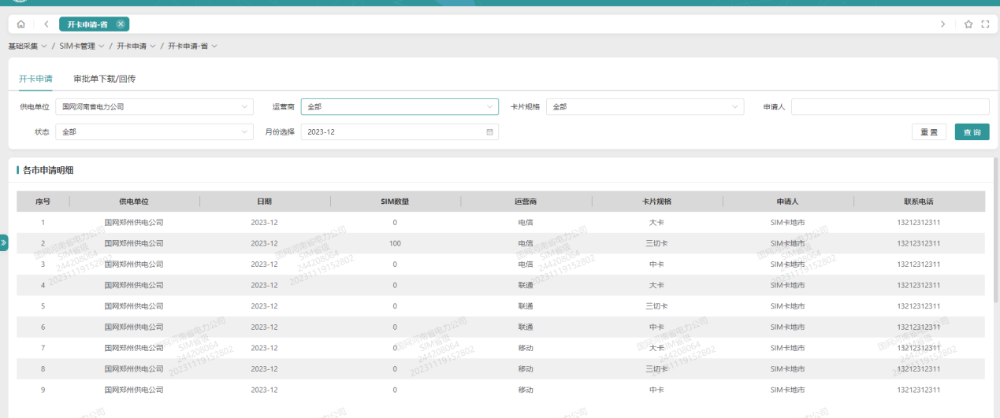 开卡申请-省
基础采集 / SIM卡管理 / 开卡申请 / 开卡申请-省
开卡申请 审批单下载/回传
供电单位 国网河南省电力公司 运营商 全部 卡片规格 全部 申请人
状态 全部 月份选择 2023-12 重置 查询
各市申请明细
序号 供电单位 日期 SIM数量 运营商 卡片规格 申请人 联系电话
1 国网郑州供电公司 2023-12 0 电信 大卡 SIM卡地市 13212312311
2 国网郑州供电公司 2023-12 100 电信 三切卡 SIM卡地市 13212312311
3 国网郑州供电公司 2023-12 0 电信 中卡 SIM卡地市 13212312311
4 国网郑州供电公司 2023-12 0 联通 大卡 SIM卡地市 13212312311
5 国网郑州供电公司 2023-12 0 联通 三切卡 SIM卡地市 13212312311
6 国网郑州供电公司 2023-12 0 联通 中卡 SIM卡地市 13212312311
7 国网郑州供电公司 2023-12 0 移动 大卡 SIM卡地市 13212312311
8 国网郑州供电公司 2023-12 0 移动 三切卡 SIM卡地市 13212312311
9 国网郑州供电公司 2023-12 0 移动 中卡 SIM卡地市 13212312311
国网河南省电力公司
SIM省级
244208064
20231119152802